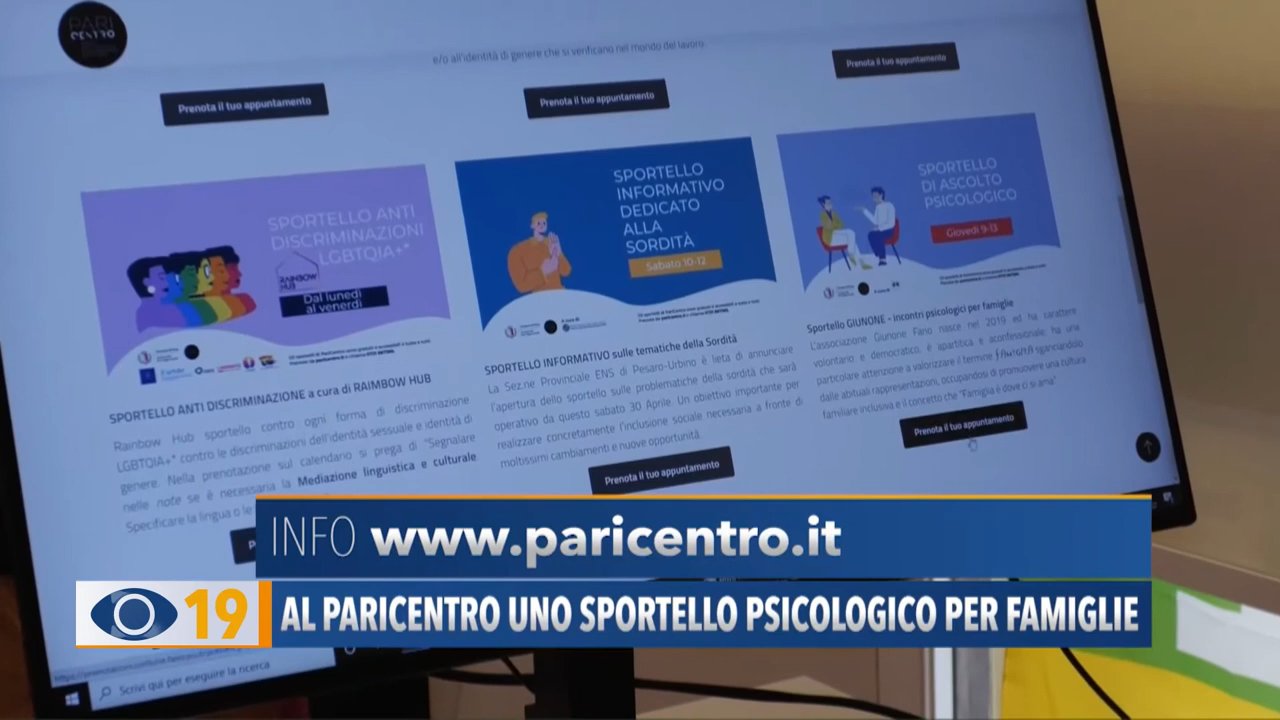 PARI
CENTRO
e/o all'identità di genere che si verificano nel mondo del lavoro
Prenota il tuo appuntamento
Prenota il tuo appuntamento
Prenota il tuo appuntamento
SPORTELLO ANTI
DISCRIMINAZIONI
LGBTQIA+*
RAINBOW
HUB
Dal lunedì
al venerdì
SPORTELLO ANTI DISCRIMINAZIONE a cura di RAIMBOW HUB
Rainbow Hub sportello contro ogni forma di discriminazione
LGBTQIA+* contro le discriminazioni dell'identità sessuale e identità di
genere. Nella prenotazione sul calendario si prega di "Segnalare
nelle note se è necessaria la Mediazione linguistica e culturale.
Specificare la lingua o le
SPORTELLO
INFORMATIVO
DEDICATO
ALLA
SORDITÀ
Sabato 10-12
SPORTELLO INFORMATIVO sulle tematiche della Sordità
La Sez.ne Provinciale ENS di Pesaro-Urbino è lieta di annunciare
l'apertura dello sportello sulle problematiche della sordità che sarà
operativo da questo sabato 30 Aprile. Un obiettivo importante per
realizzare concretamente l'inclusione sociale necessaria a fronte di
moltissimi cambiamenti e nuove opportunità.
Prenota il tuo appuntamento
SPORTELLO
DI ASCOLTO
PSICOLOGICO
Giovedì 9-13
Sportello GIUNONE - incontri psicologici per famiglie
L'associazione Giunone Fano nasce nel 2019 ed ha carattere
volontario e democratico, è apartitica e aconfessionale; ha una
particolare attenzione a valorizzare il termine famiglia sganciandolo
dalle abituali rappresentazioni, occupandosi di promuovere una cultura
familiare inclusiva e il concetto che "Famiglia è dove ci si ama"
Prenota il tuo appuntamento
INFO www.paricentro.it
19 AL PARICENTRO UNO SPORTELLO PSICOLOGICO PER FAMIGLIE
Scrivi qui per eseguire la ricerca